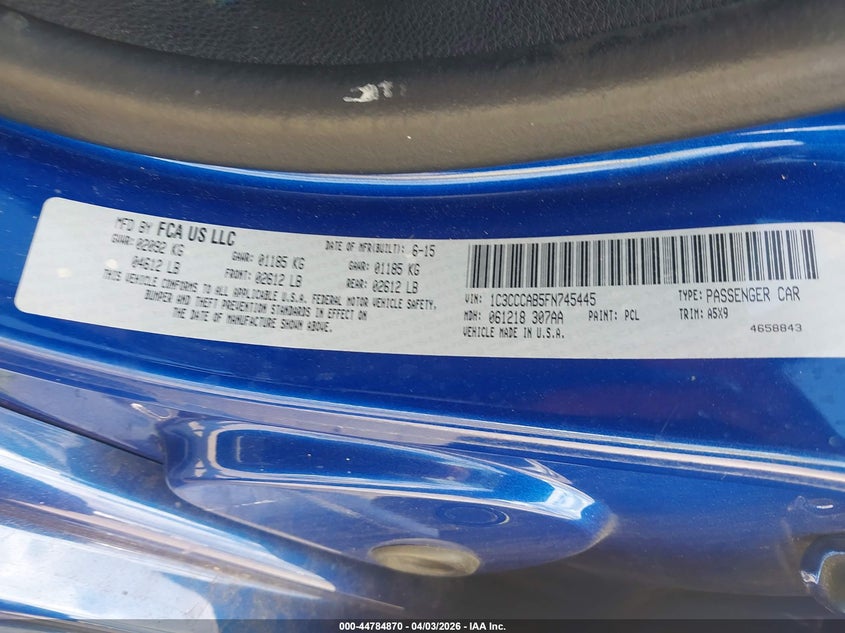 MFD BY FCA US LLC DATE OF MFR(BUILT): 6-15
GVWR: 02092 KG GAWR: 01185 KG GAWR: 01185 KG
04612 LB FRONT: 02612 LB REAR: 02612 LB
THIS VEHICLE CONFORMS TO ALL APPLICABLE U.S.A. FEDERAL MOTOR VEHICLE SAFETY,
BUMPER AND THEFT PREVENTION STANDARDS IN EFFECT ON
THE DATE OF MANUFACTURE SHOWN ABOVE.
VIN: 1C3CCCAB5FN745445 TYPE: PASSENGER CAR
MDH: 061218 307AA PAINT: PCL TRIM: A5X9
VEHICLE MADE IN U.S.A. 4658843
000-44784870 04/03/2026 IAA Inc.